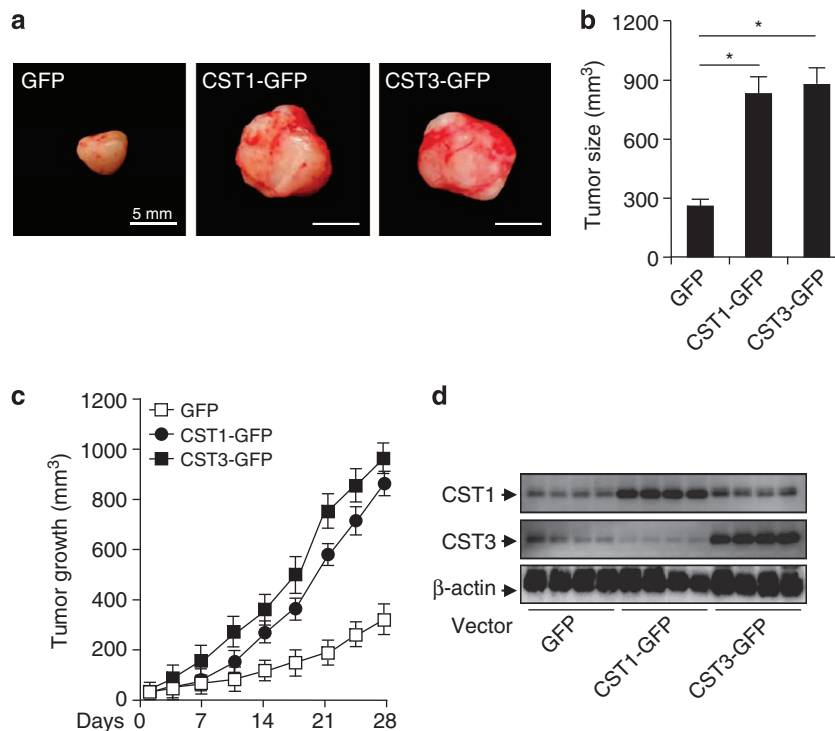 a
GFP
CST1-GFP
CST3-GFP
5 mm
b
Tumor size (mm³)
1200
900
600
300
0
*
*
GFP
CST1-GFP
CST3-GFP
c
Tumor growth (mm³)
1200
1000
800
600
400
200
0
GFP
CST1-GFP
CST3-GFP
Days 0 7 14 21 28
d
CST1
CST3
β-actin
Vector
GFP
CST1-GFP
CST3-GFP